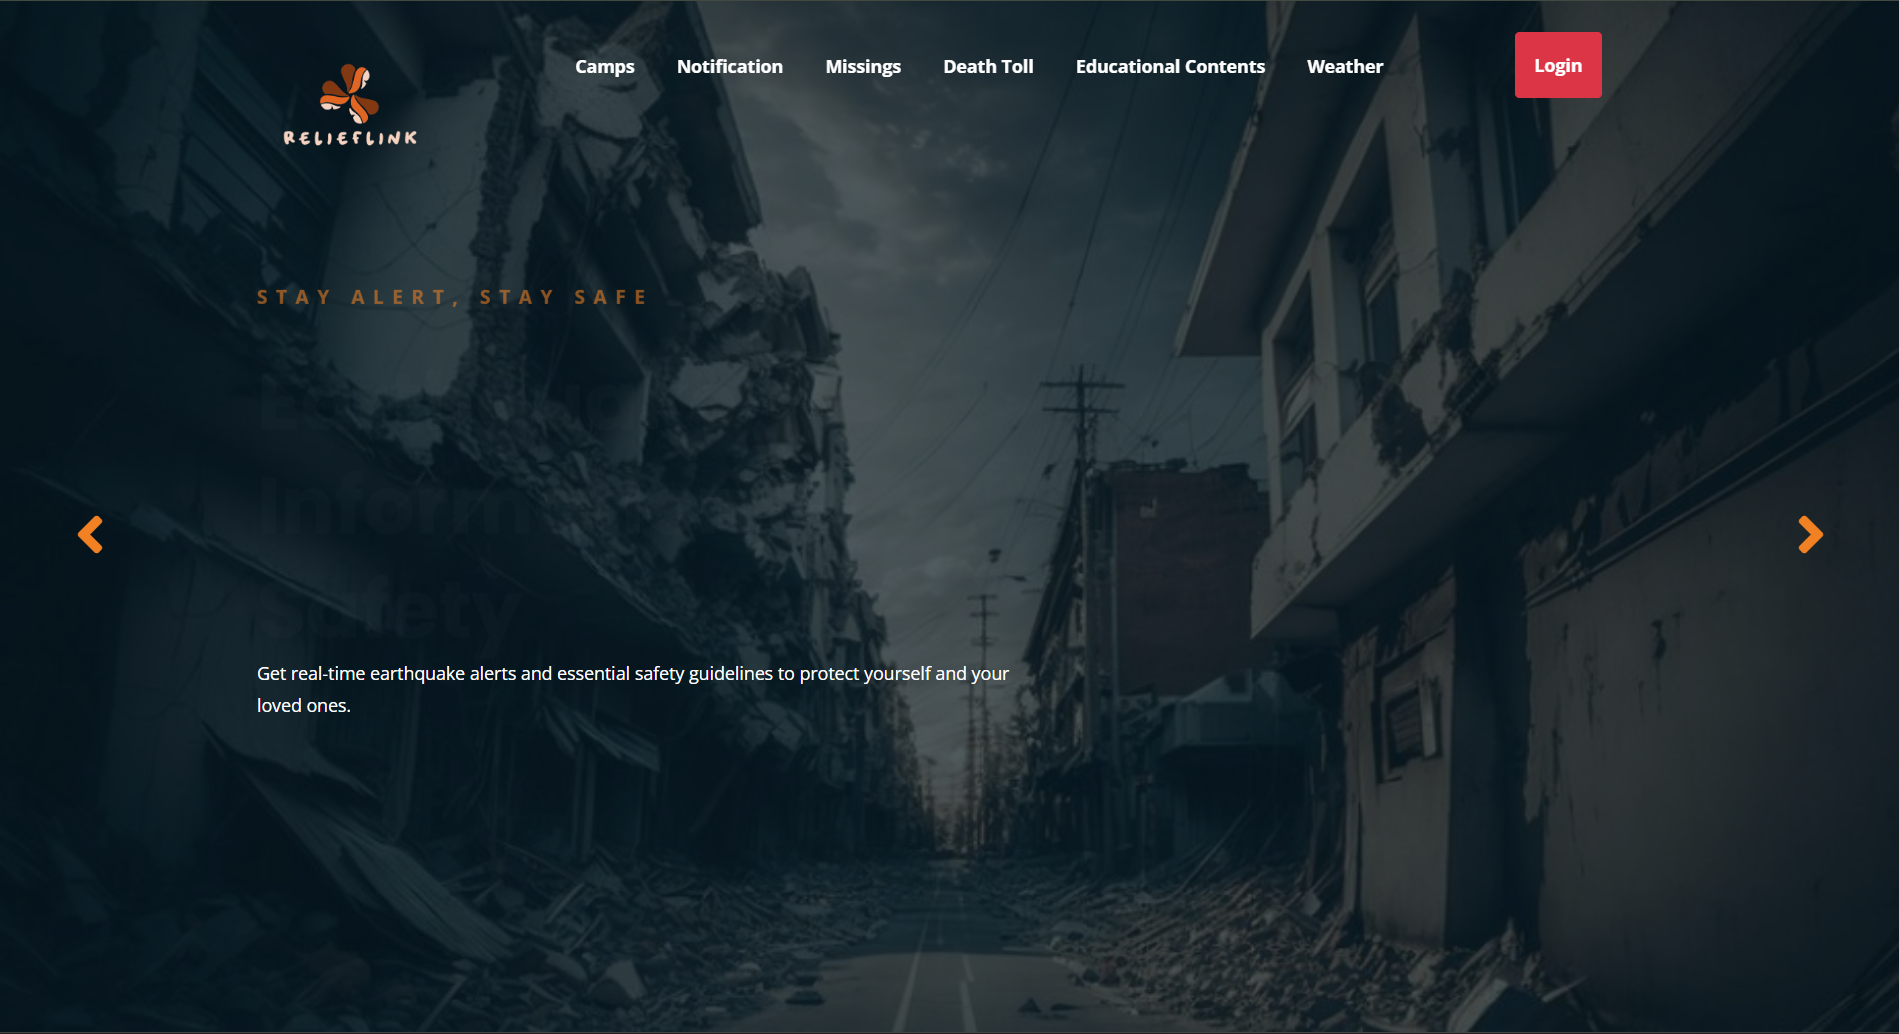 RELIEFLINK
Camps Notification Missings Death Toll Educational Contents Weather Login
STAY ALERT, STAY SAFE
Safety
Get real-time earthquake alerts and essential safety guidelines to protect yourself and your
loved ones.